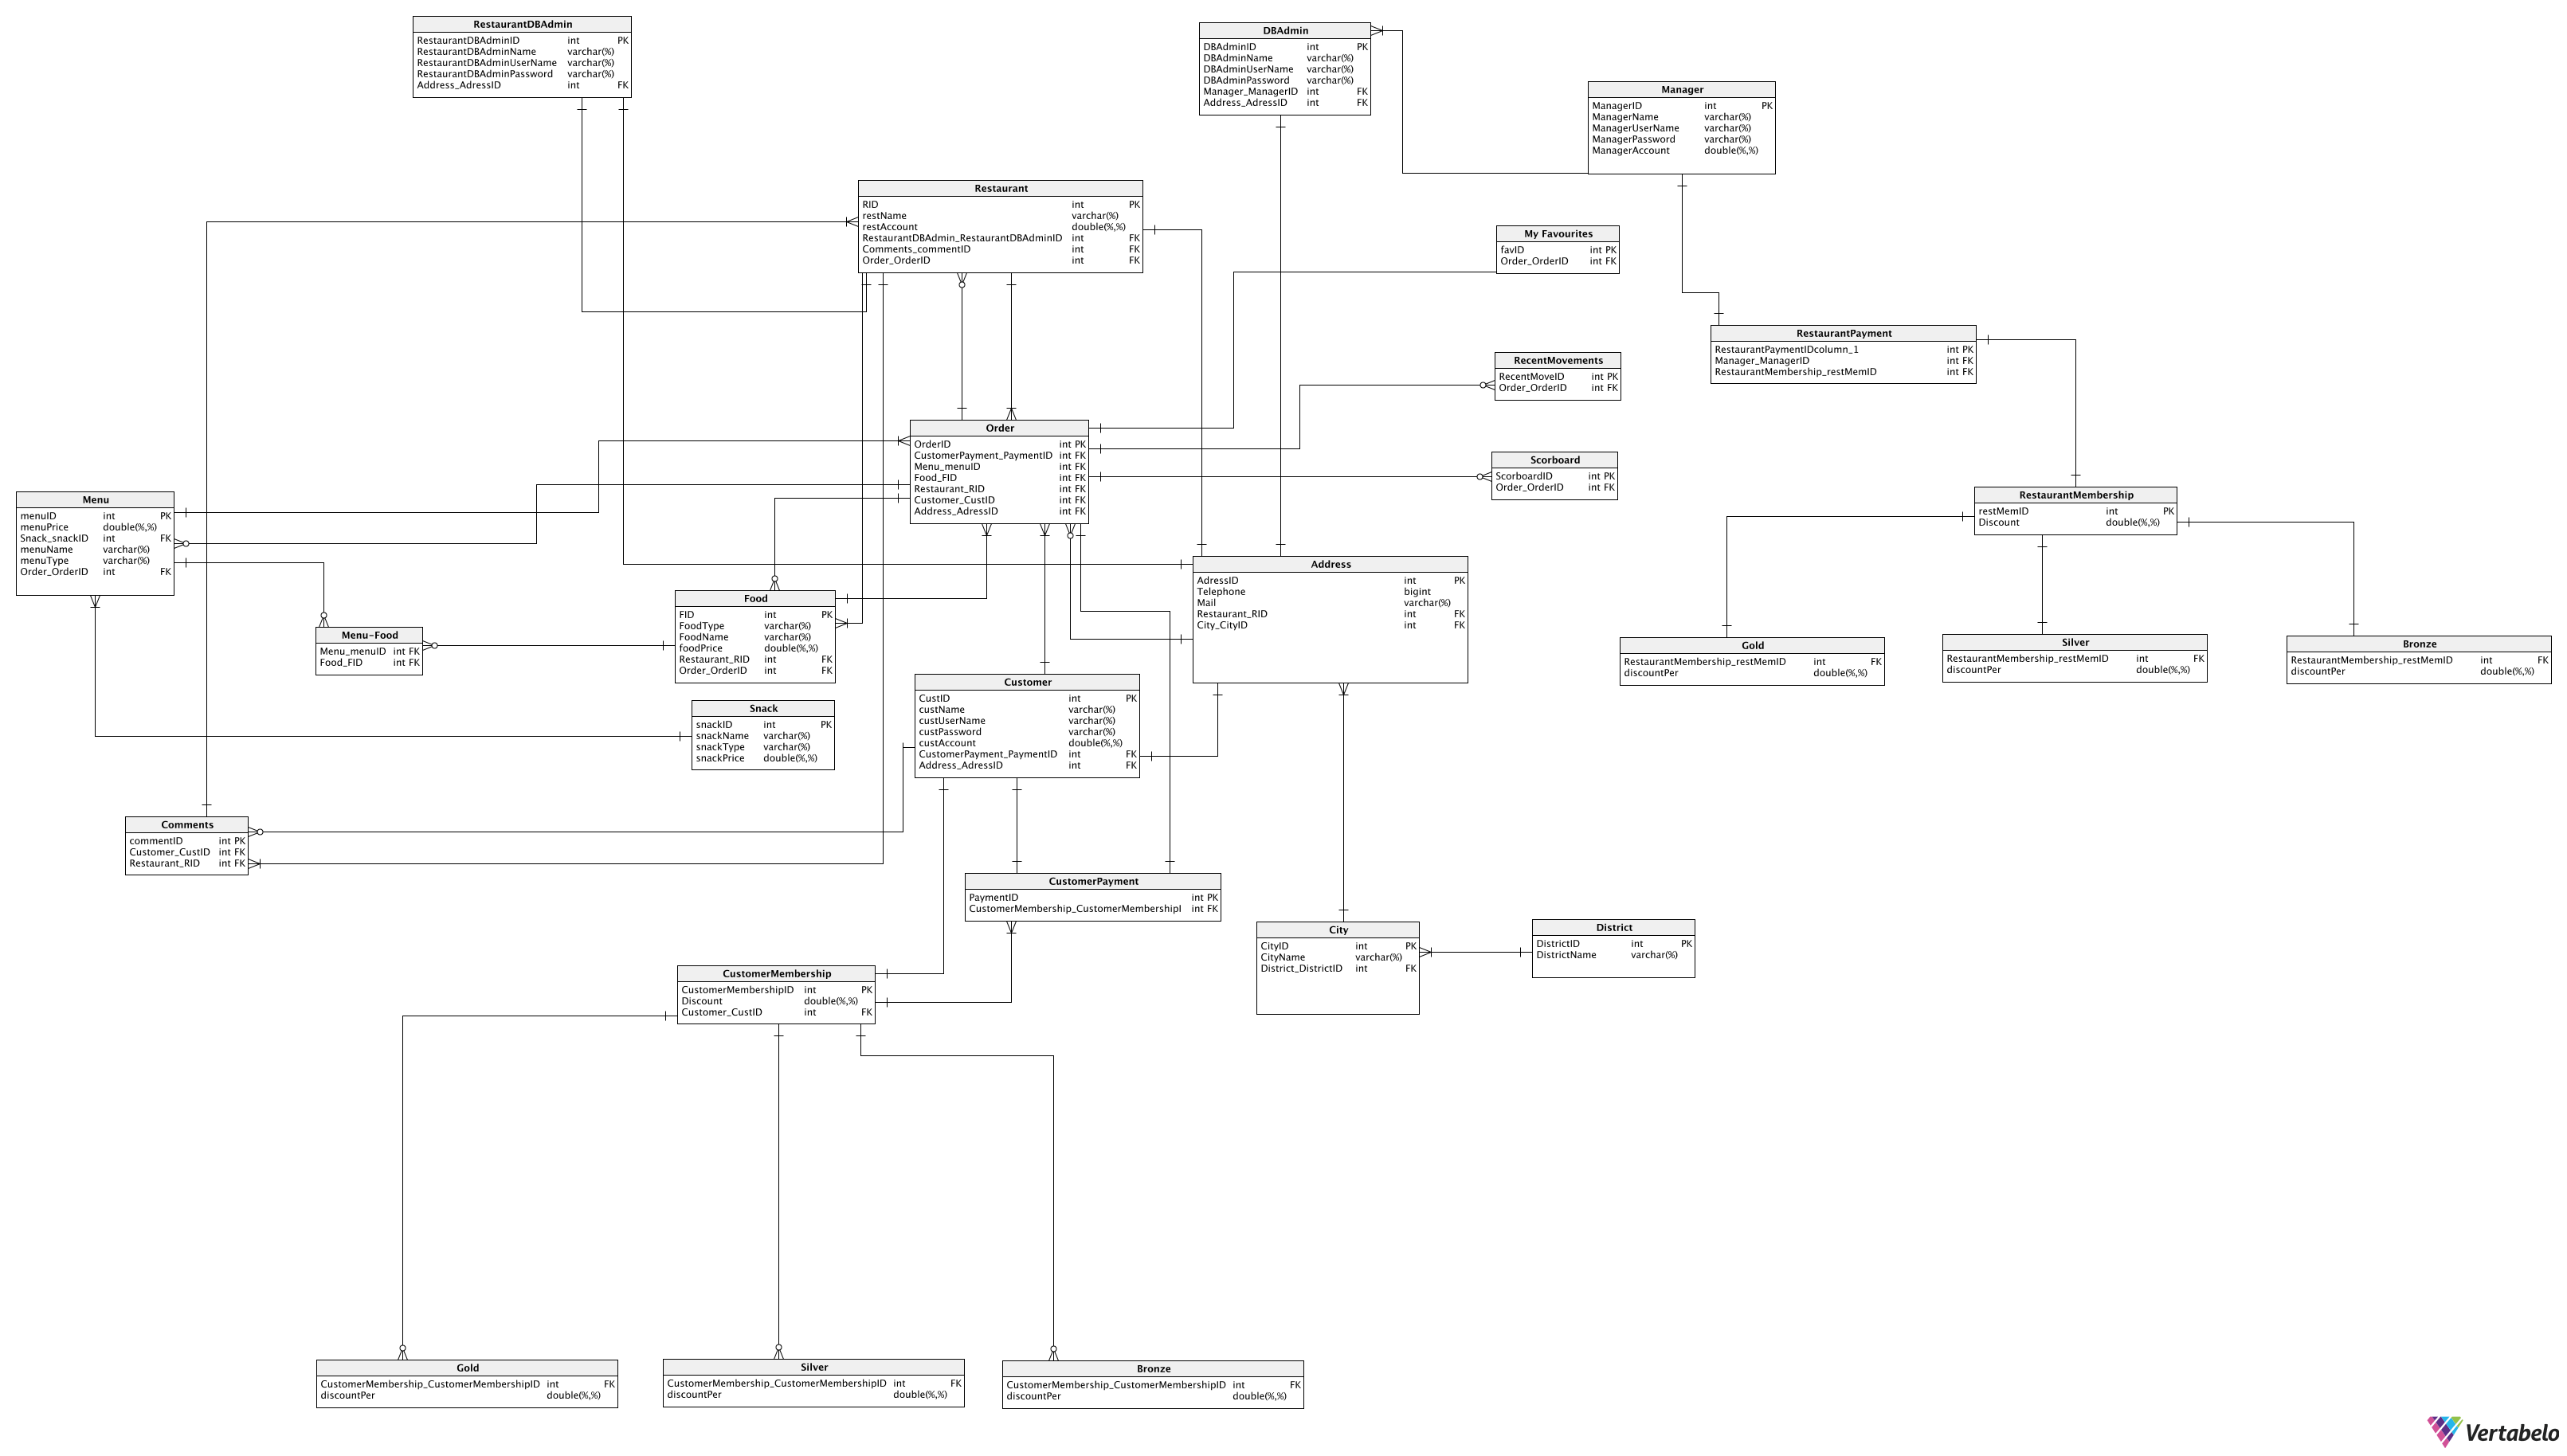 RestaurantDBAdmin
RestaurantDBAdminID int PK
RestaurantDBAdminName varchar(%)
RestaurantDBAdminUserName varchar(%)
RestaurantDBAdminPassword varchar(%)
Address_AdressID int FK
DBAdmin
DBAdminID int PK
DBAdminName varchar(%)
DBAdminUserName varchar(%)
DBAdminPassword varchar(%)
Manager_ManagerID int FK
Address_AdressID int FK
Manager
ManagerID int PK
ManagerName varchar(%)
ManagerUserName varchar(%)
ManagerPassword varchar(%)
ManagerAccount double(%,%)
Restaurant
RID int PK
restName varchar(%)
restAccount double(%,%)
RestaurantDBAdmin_RestaurantDBAdminID int FK
Comments_commentID int FK
Order_OrderID int FK
My Favourites
favID int PK
Order_OrderID int FK
RestaurantPayment
RestaurantPaymentIDcolumn_1 int PK
Manager_ManagerID int FK
RestaurantMembership_restMemID int FK
RecentMovements
RecentMoveID int PK
Order_OrderID int FK
Order
OrderID int PK
CustomerPayment_PaymentID int FK
Menu_menuID int FK
Food_FID int FK
Restaurant_RID int FK
Customer_CustID int FK
Address_AdressID int FK
Scorboard
ScorboardID int PK
Order_OrderID int FK
Menu
menuID int PK
menuPrice double(%,%)
Snack_snackID int FK
menuName varchar(%)
menuType varchar(%)
Order_OrderID int FK
RestaurantMembership
restMemID int PK
Discount double(%,%)
Address
AdressID int PK
Telephone bigint
Mail varchar(%)
Restaurant_RID int FK
City_CityID int FK
Food
FID int PK
FoodType varchar(%)
FoodName varchar(%)
foodPrice double(%,%)
Restaurant_RID int FK
Order_OrderID int FK
Menu-Food
Menu_menuID int FK
Food_FID int FK
Gold
RestaurantMembership_restMemID int FK
discountPer double(%,%)
Silver
RestaurantMembership_restMemID int FK
discountPer double(%,%)
Bronze
RestaurantMembership_restMemID int FK
discountPer double(%,%)
Customer
CustID int PK
custName varchar(%)
custUserName varchar(%)
custPassword varchar(%)
custAccount double(%,%)
CustomerPayment_PaymentID int FK
Address_AdressID int FK
Snack
snackID int PK
snackName varchar(%)
snackType varchar(%)
snackPrice double(%,%)
Comments
commentID int PK
Customer_CustID int FK
Restaurant_RID int FK
CustomerPayment
PaymentID int PK
CustomerMembership_CustomerMembershipI int FK
City
CityID int PK
CityName varchar(%)
District_DistrictID int FK
District
DistrictID int PK
DistrictName varchar(%)
CustomerMembership
CustomerMembershipID int PK
Discount double(%,%)
Customer_CustID int FK
Gold
CustomerMembership_CustomerMembershipID int FK
discountPer double(%,%)
Silver
CustomerMembership_CustomerMembershipID int FK
discountPer double(%,%)
Bronze
CustomerMembership_CustomerMembershipID int FK
discountPer double(%,%)
Vertabelo